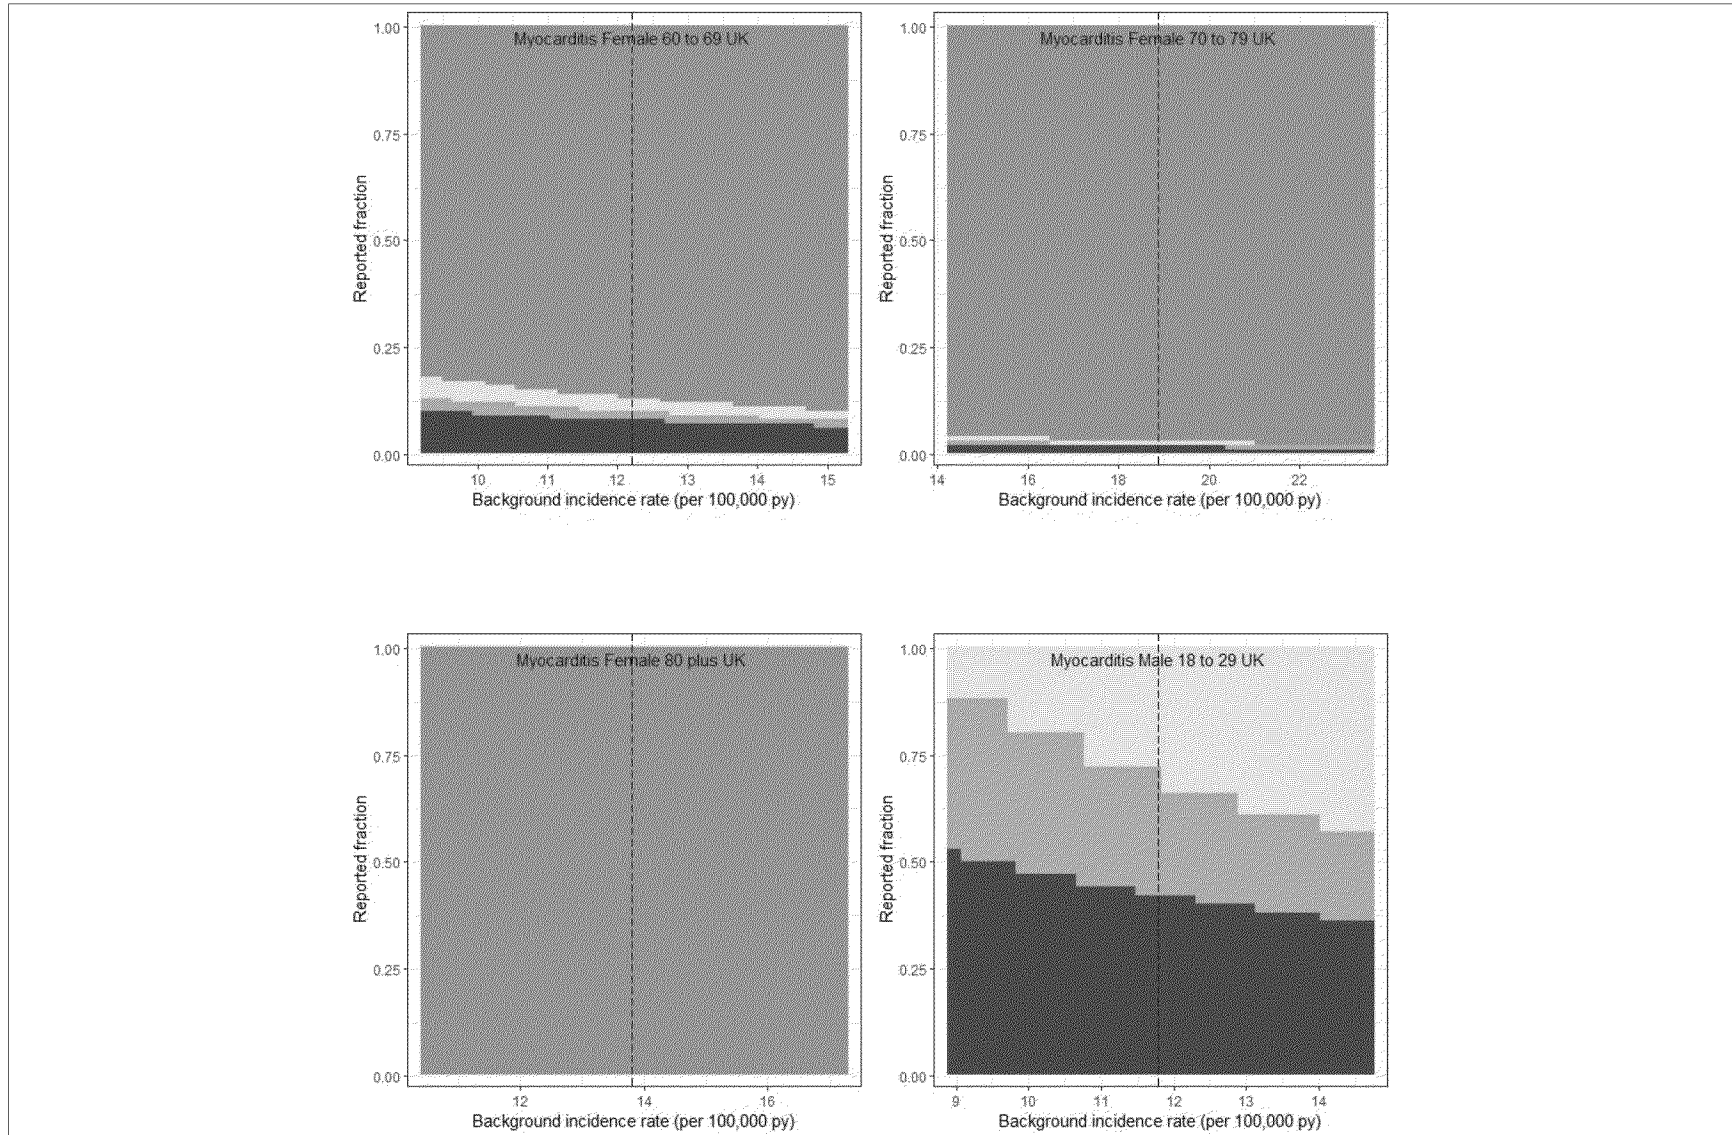 Myocarditis Female 60 to 69 UK
1.00
0.75
0.50
0.25
0.00
Reported fraction
10 11 12 13 14 15
Background incidence rate (per 100,000 py)
Myocarditis Female 70 to 79 UK
1.00
0.75
0.50
0.25
0.00
Reported fraction
14 16 18 20 22
Background incidence rate (per 100,000 py)
Myocarditis Female 80 plus UK
1.00
0.75
0.50
0.25
0.00
Reported fraction
12 14 16
Background incidence rate (per 100,000 py)
Myocarditis Male 18 to 29 UK
1.00
0.75
0.50
0.25
0.00
Reported fraction
9 10 11 12 13 14
Background incidence rate (per 100,000 py)